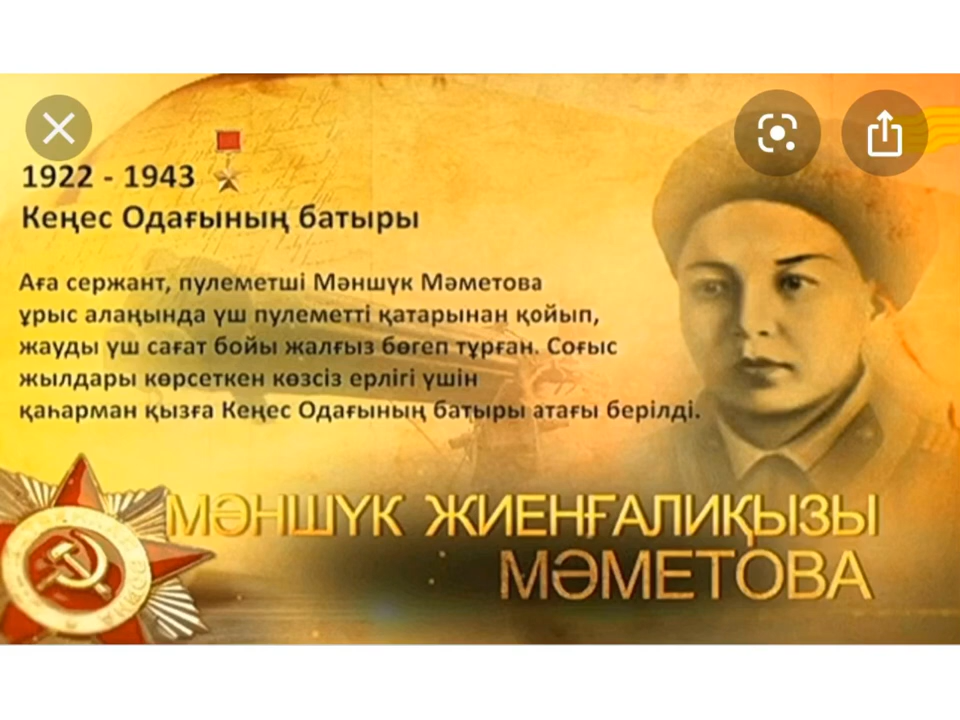 1922 - 1943
Кеңес Одағының батыры
Аға сержант, пулеметші Мәншүк Мәметова
ұрыс алаңында үш пулеметті қатарынан қойып,
жауды үш сағат бойы жалғыз бөгеп тұрған. Соғыс
жылдары көрсеткен көзсіз ерлігі үшін
қаһарман қызға Кеңес Одағының батыры атағы берілді.
МӘНШҮК ЖИЕНҒАЛИҚЫЗЫ
МӘМЕТОВА